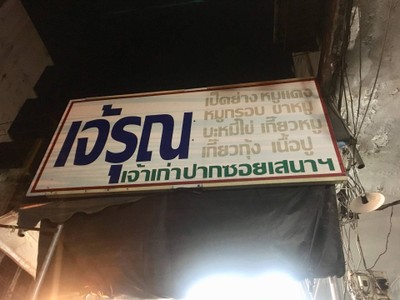 เจ้รุณ
เป็ดย่าง หมูแดง
หมูกรอบ ขาหมู
บะหมี่ไข่ เกี๊ยวหมู
เกี๊ยวกุ้ง เนื้อปู
เจ้าเก่าปากซอยเสนาฯ